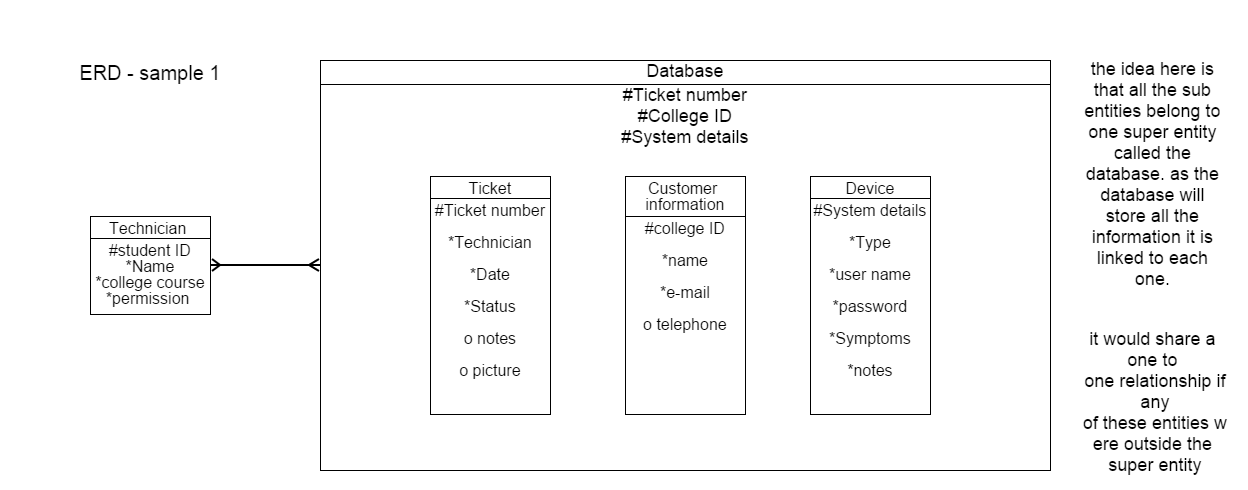 ERD - sample 1
Database
#Ticket number
#College ID
#System details
Technician
#student ID
*Name
*college course
*permission
Ticket
#Ticket number
*Technician
*Date
*Status
o notes
o picture
Customer
information
#college ID
*name
*e-mail
o telephone
Device
#System details
*Type
*user name
*password
*Symptoms
*notes
the idea here is
that all the sub
entities belong to
one super entity
called the
database. as the
database will
store all the
information it is
linked to each
one.
it would share a
one to
one relationship if
any
of these entities w
ere outside the
super entity